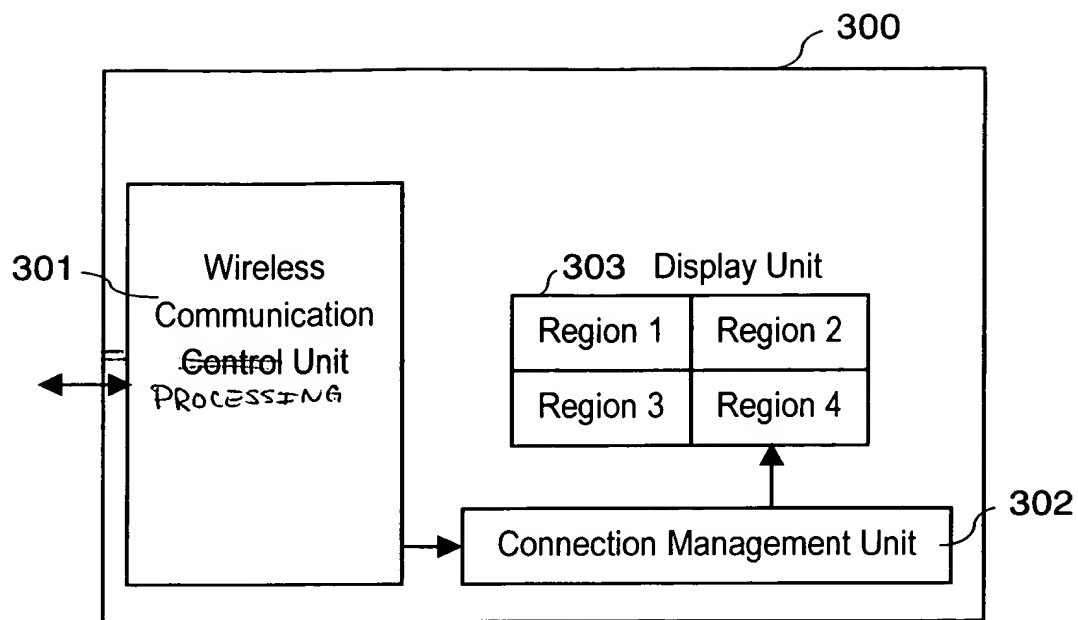 300
301
Wireless
Communication
Control Unit
PROCESSING
303 Display Unit
Region 1 Region 2
Region 3 Region 4
302
Connection Management Unit